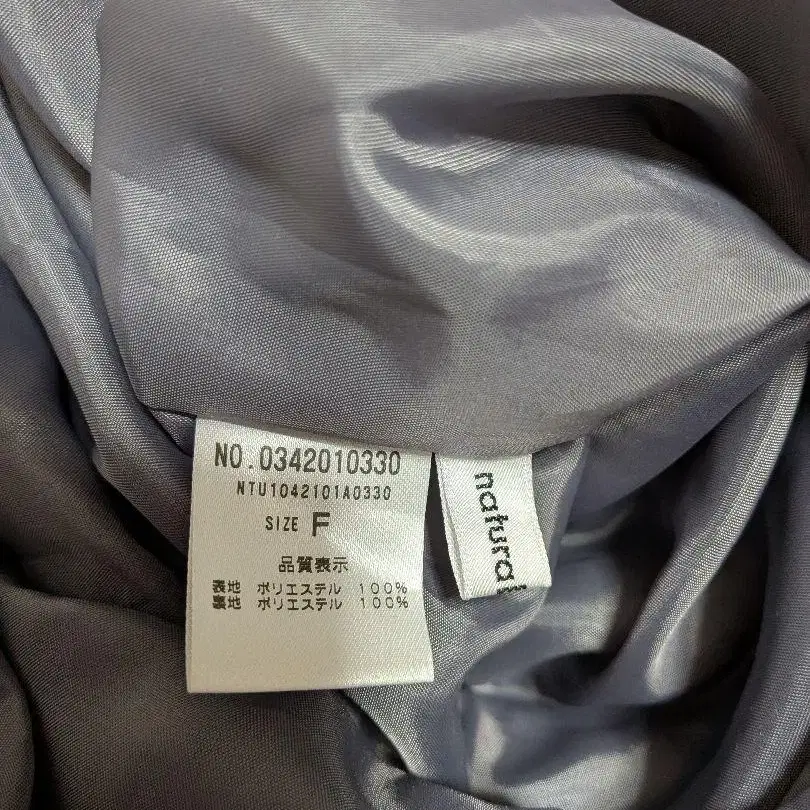 NO.0342010330
NTU1042101A0330
SIZE F
品質表示
表地 ポリエステル 100%
裏地 ポリエステル 100%
natural